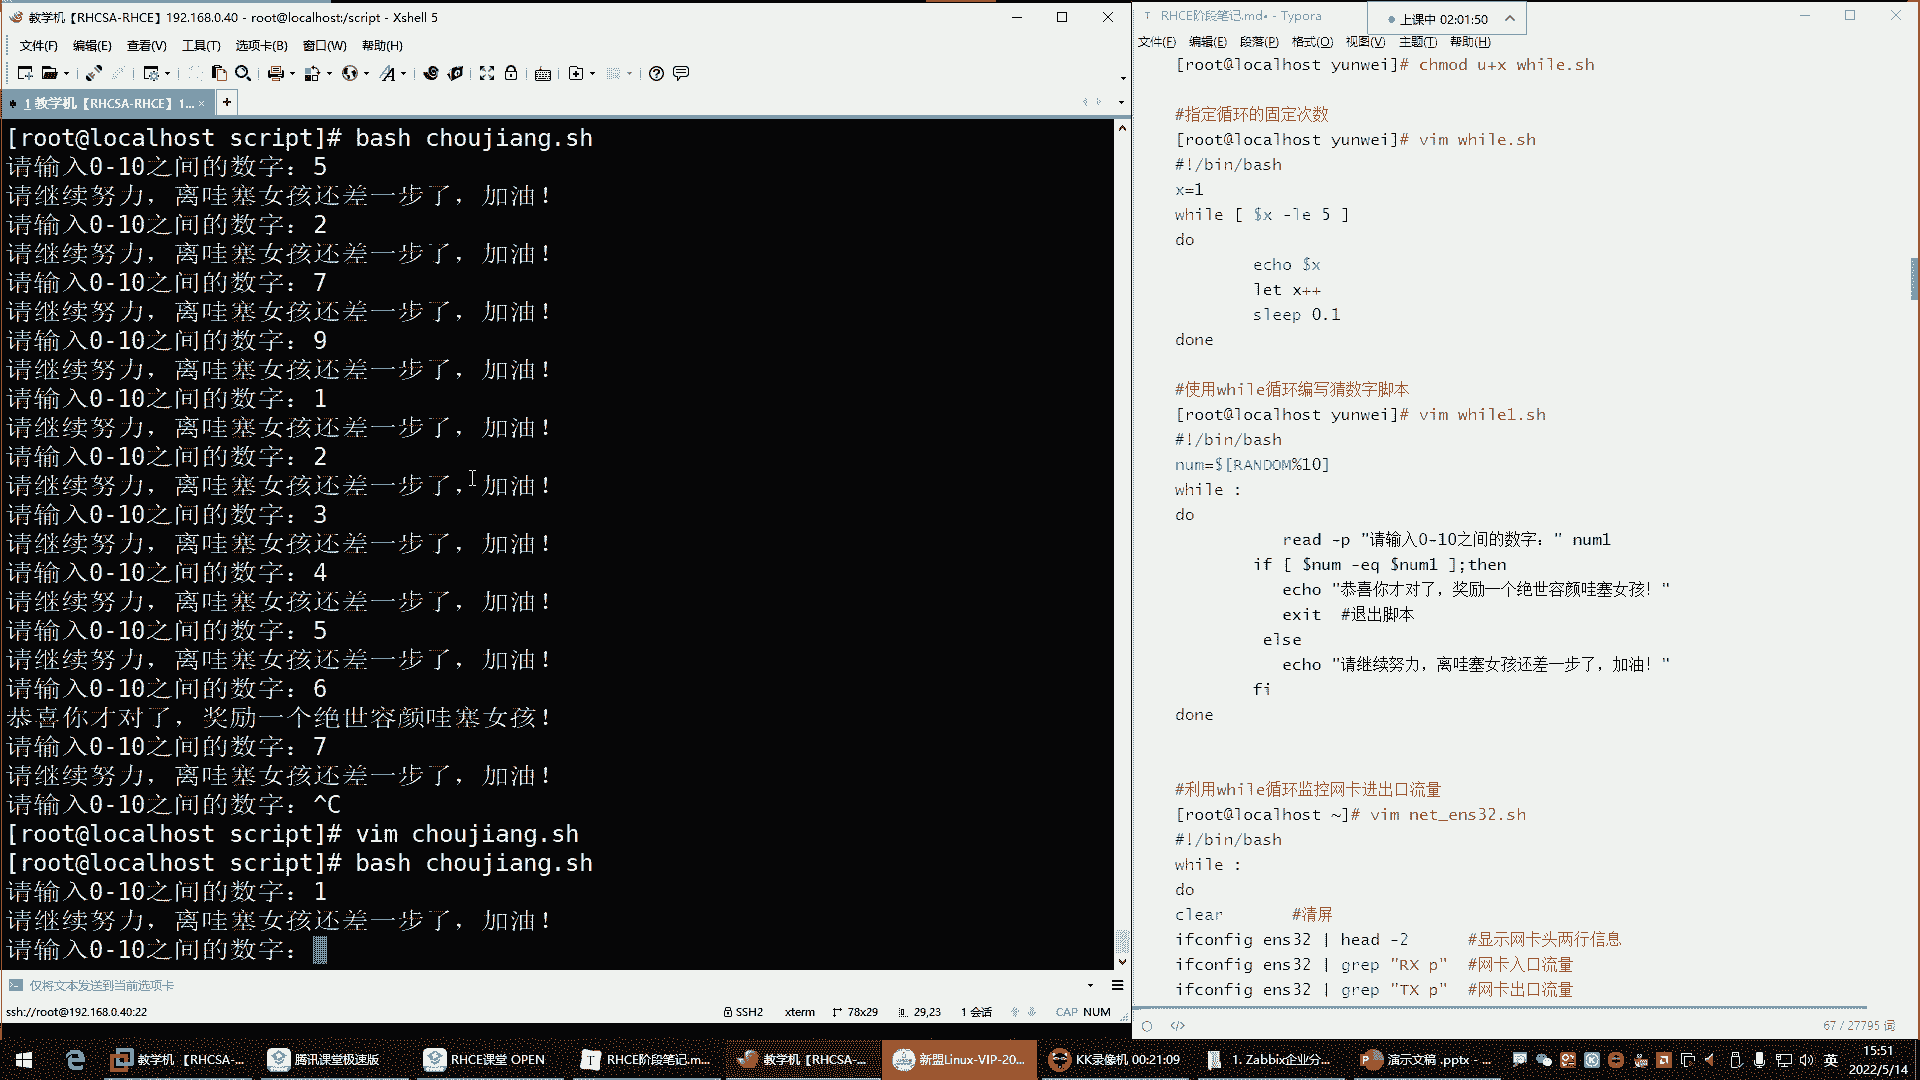 教学机【RHCSA-RHCE】192.168.0.40 - root@localhost:/script - Xshell 5
文件(F) 编辑(E) 查看(V) 工具(T) 选项卡(B) 窗口(W) 帮助(H)
1 教学机【RHCSA-RHCE】1...
[root@localhost script]# bash choujiang.sh
请输入0-10之间的数字：5
请继续努力，离哇塞女孩还差一步了，加油！
请输入0-10之间的数字：2
请继续努力，离哇塞女孩还差一步了，加油！
请输入0-10之间的数字：7
请继续努力，离哇塞女孩还差一步了，加油！
请输入0-10之间的数字：9
请继续努力，离哇塞女孩还差一步了，加油！
请输入0-10之间的数字：1
请继续努力，离哇塞女孩还差一步了，加油！
请输入0-10之间的数字：2
请继续努力，离哇塞女孩还差一步了，加油！
请输入0-10之间的数字：3
请继续努力，离哇塞女孩还差一步了，加油！
请输入0-10之间的数字：4
请继续努力，离哇塞女孩还差一步了，加油！
请输入0-10之间的数字：5
请继续努力，离哇塞女孩还差一步了，加油！
请输入0-10之间的数字：6
恭喜你才对了，奖励一个绝世容颜哇塞女孩！
请输入0-10之间的数字：7
请继续努力，离哇塞女孩还差一步了，加油！
请输入0-10之间的数字：^C
[root@localhost script]# vim choujiang.sh
[root@localhost script]# bash choujiang.sh
请输入0-10之间的数字：1
请继续努力，离哇塞女孩还差一步了，加油！
请输入0-10之间的数字：
仅将文本发送到当前选项卡
ssh://root@192.168.0.40:22 SSH2 xterm 78x29 29,23 1 会话 CAP NUM
RHCE阶段笔记.md• - Typora
上课中 02:01:50
文件(F) 编辑(E) 段落(P) 格式(O) 视图(V) 主题(T) 帮助(H)
[root@localhost yunwei]# chmod u+x while.sh
#指定循环的固定次数
[root@localhost yunwei]# vim while.sh
#!/bin/bash
x=1
while [ $x -le 5 ]
do
echo $x
let x++
sleep 0.1
done
#使用while循环编写猜数字脚本
[root@localhost yunwei]# vim while1.sh
#!/bin/bash
num=$[RANDOM%10]
while :
do
read -p "请输入0-10之间的数字：" num1
if [ $num -eq $num1 ];then
echo "恭喜你才对了，奖励一个绝世容颜哇塞女孩！"
exit #退出脚本
else
echo "请继续努力，离哇塞女孩还差一步了，加油！"
fi
done
#利用while循环监控网卡进出口流量
[root@localhost ~]# vim net_ens32.sh
#!/bin/bash
while :
do
clear #清屏
ifconfig ens32 | head -2 #显示网卡头两行信息
ifconfig ens32 | grep "RX p" #网卡入口流量
ifconfig ens32 | grep "TX p" #网卡出口流量
67 / 27795 词
教学机 【RHCSA-... 腾讯课堂极速版 RHCE课堂 OPEN RHCE阶段笔记.m... 教学机【RHCSA-... 新盟Linux-VIP-20... KK录像机 00:21:09 1. Zabbix企业分... 演示文稿 .pptx - ... 英 15:51
2022/5/14